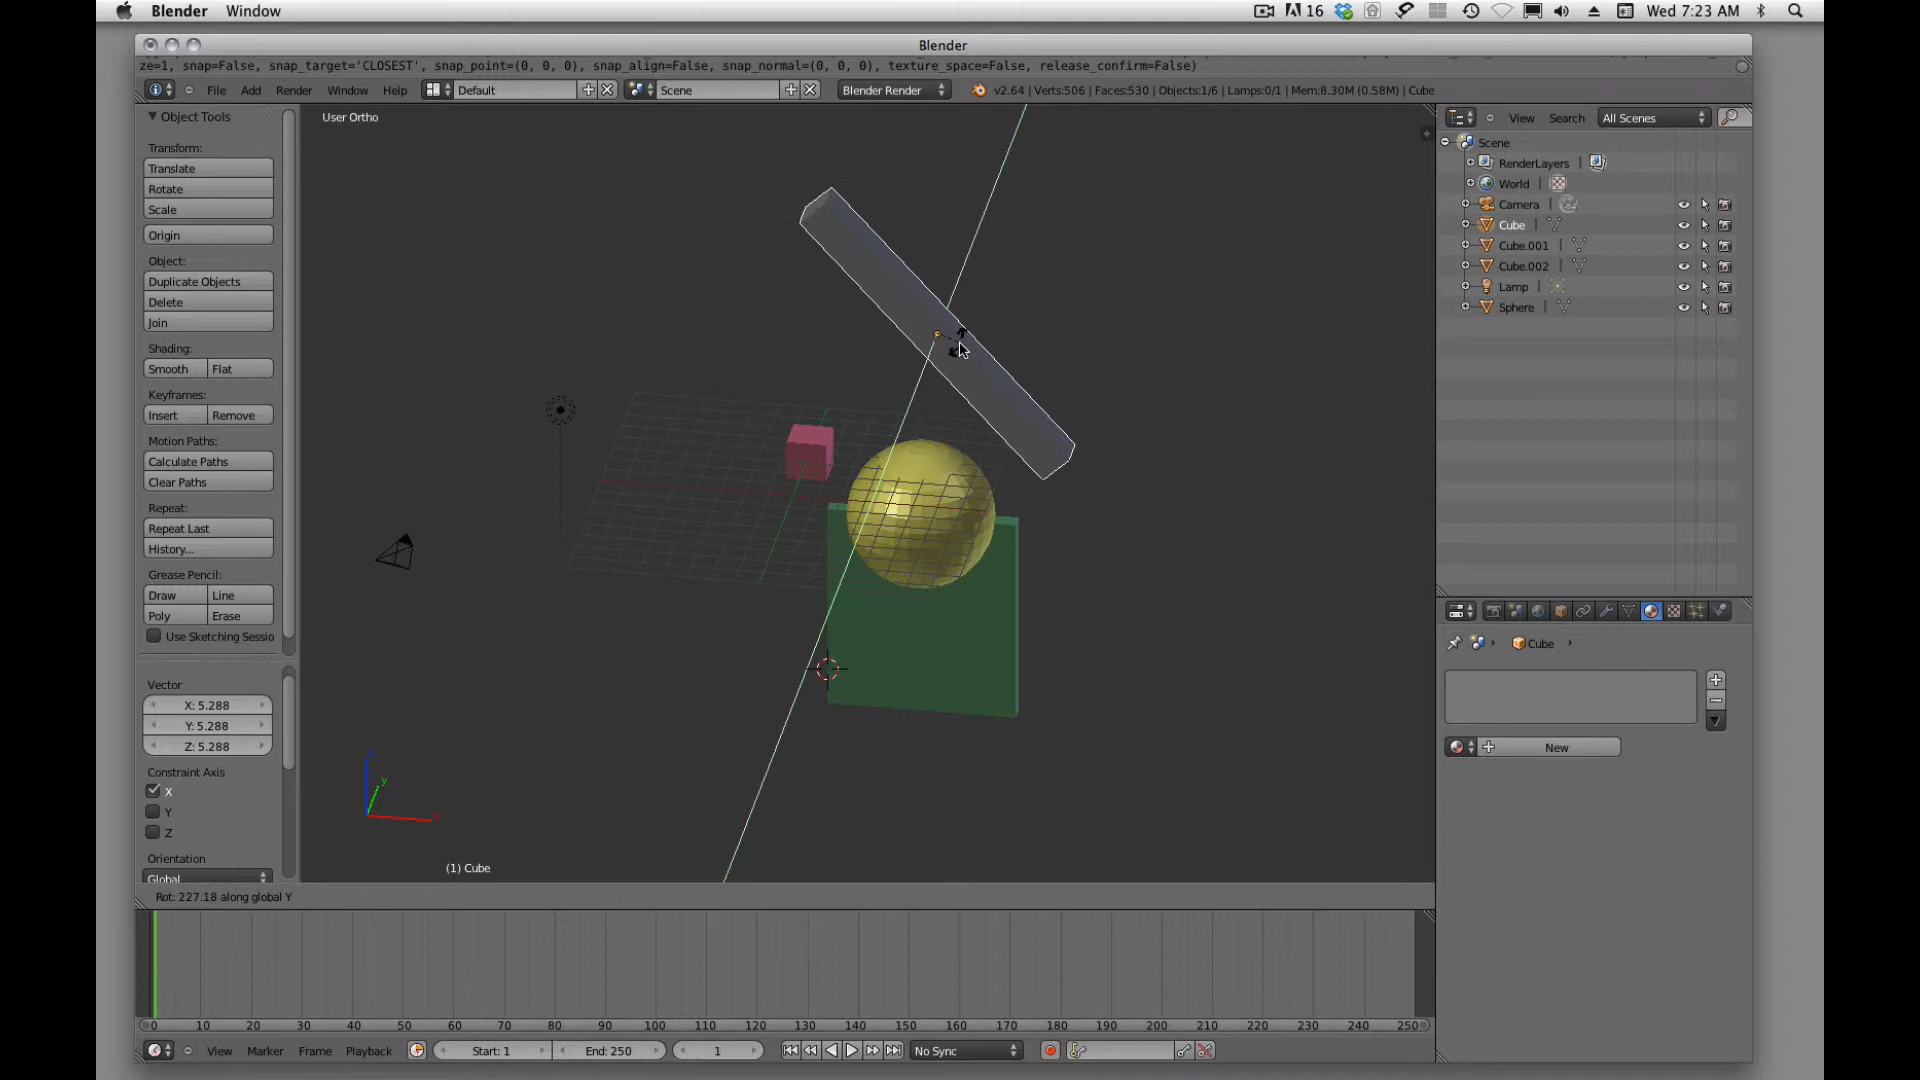 Blender Window
16 Wed 7:23 AM
Blender
ze=1, snap=False, snap_target='CLOSEST', snap_point=(0, 0, 0), snap_align=False, snap_normal=(0, 0, 0), texture_space=False, release_confirm=False)
File Add Render Window Help Default Scene Blender Render v2.64 | Verts:506 | Faces:530 | Objects:1/6 | Lamps:0/1 | Mem:8.30M (0.58M) | Cube
Object Tools
Transform:
Translate
Rotate
Scale
Origin
Object:
Duplicate Objects
Delete
Join
Shading:
Smooth Flat
Keyframes:
Insert Remove
Motion Paths:
Calculate Paths
Clear Paths
Repeat:
Repeat Last
History...
Grease Pencil:
Draw Line
Poly Erase
Use Sketching Sessio
Vector
X: 5.288
Y: 5.288
Z: 5.288
Constraint Axis
X
Y
Z
Orientation
Global
User Ortho
y
x
(1) Cube
View Search All Scenes
Scene
RenderLayers |
World |
Camera |
Cube |
Cube.001 |
Cube.002 |
Lamp |
Sphere |
Cube
New
Rot: 227.18 along global Y
0 10 20 30 40 50 60 70 80 90 100 110 120 130 140 150 160 170 180 190 200 210 220 230 240 250
View Marker Frame Playback Start: 1 End: 250 1 No Sync